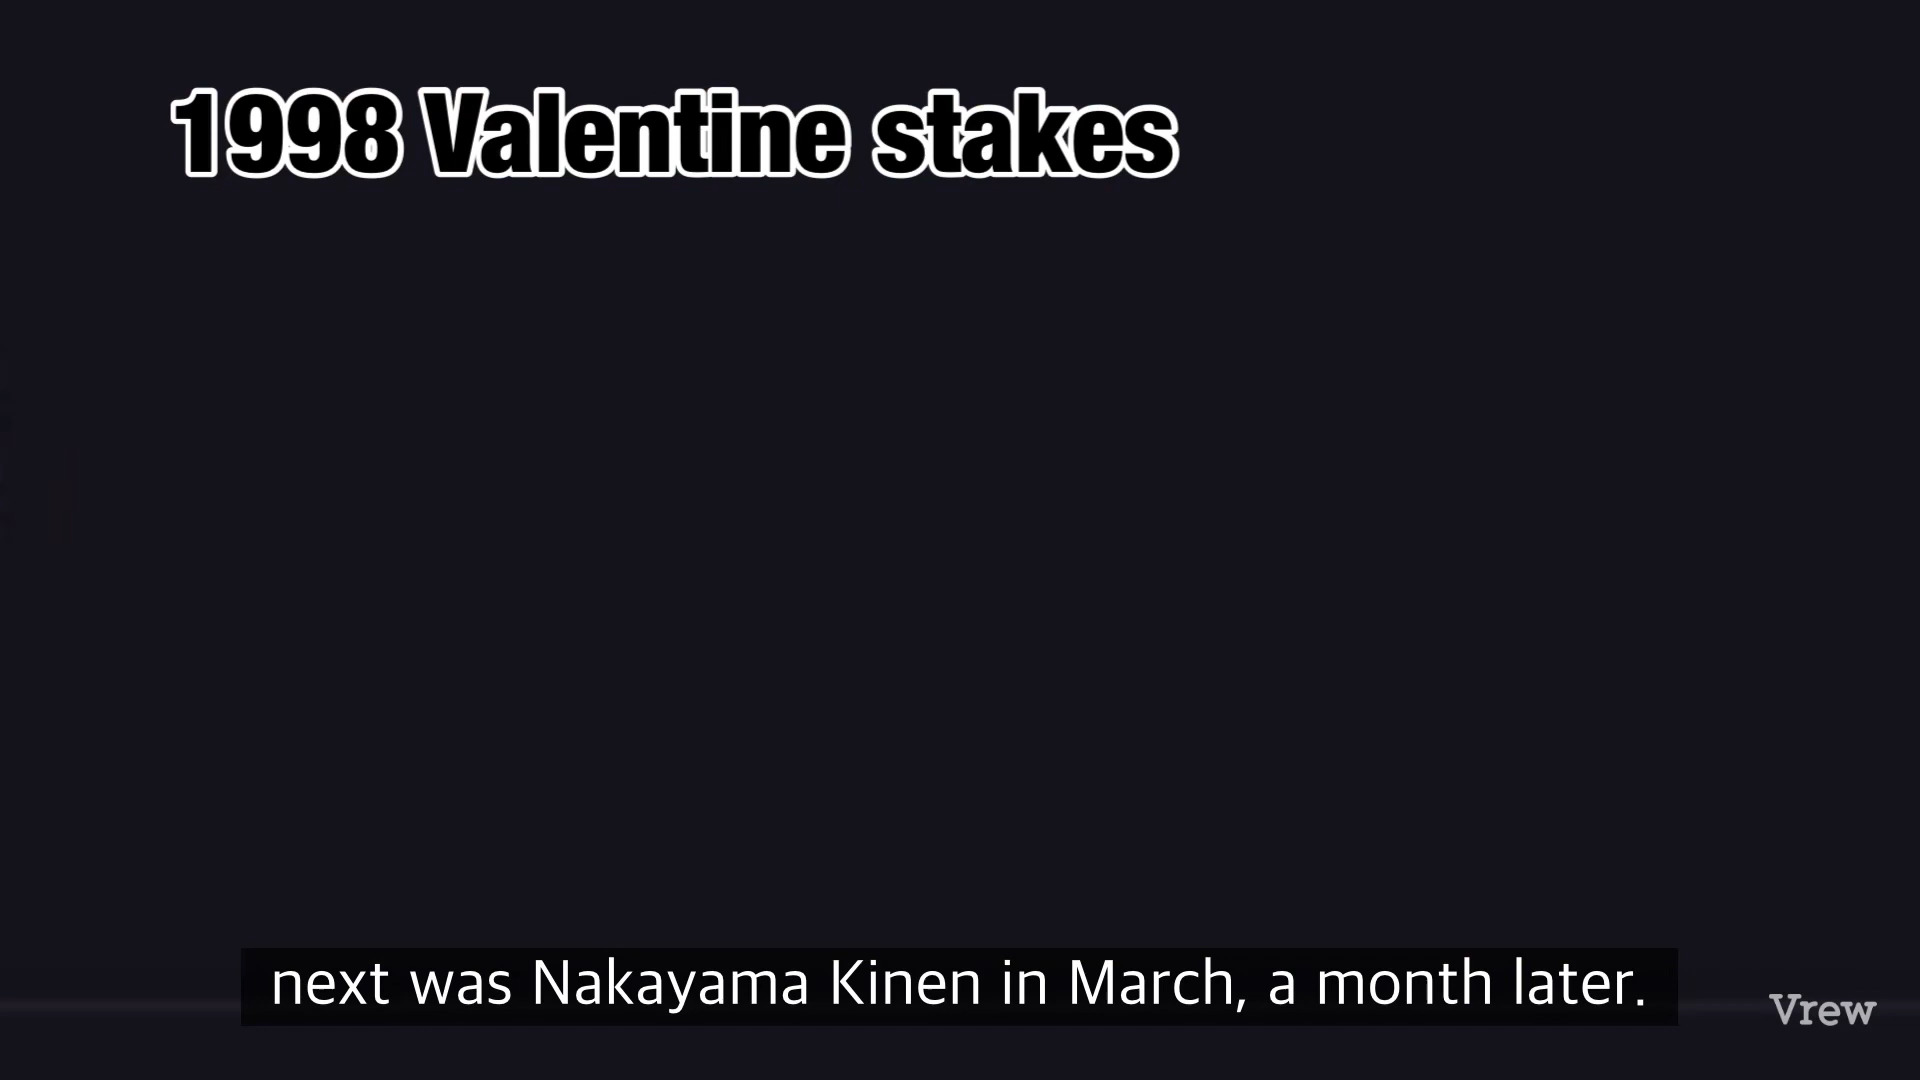 1998 Valentine stakes
next was Nakayama Kinen in March, a month later.
Vrew